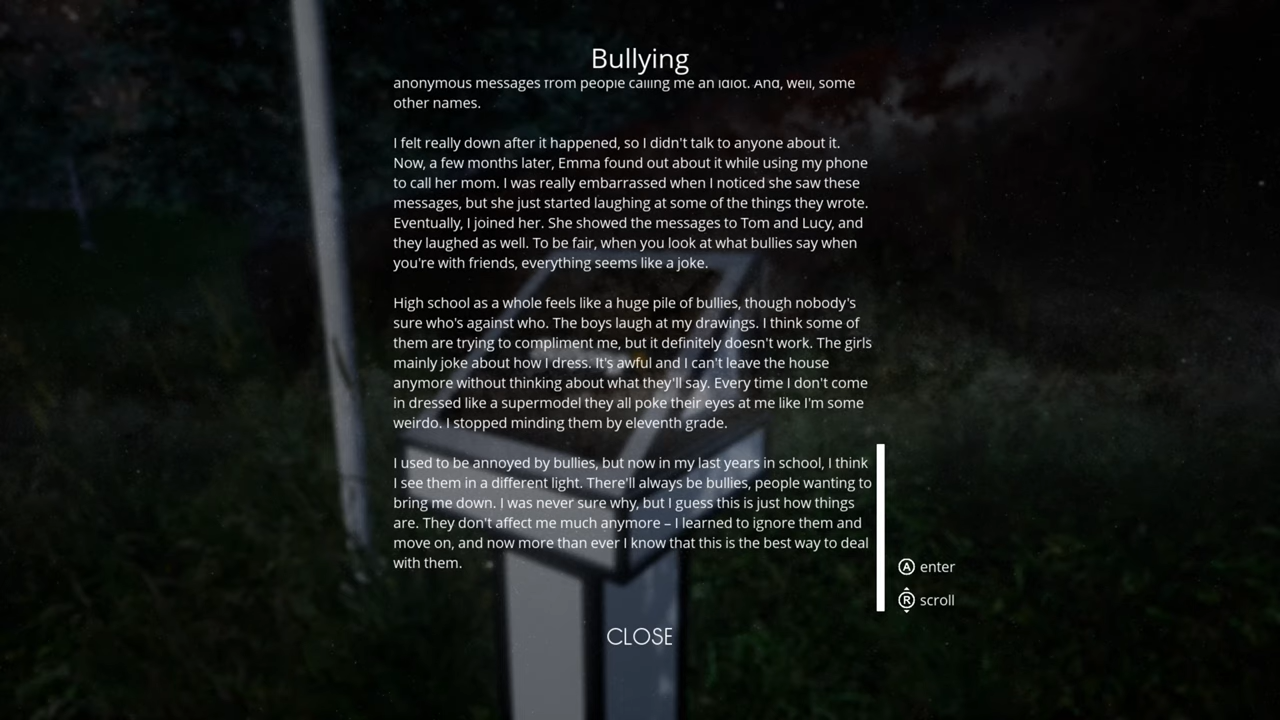 Bullying
anonymous messages from people calling me an idiot. And, well, some
other names.
I felt really down after it happened, so I didn't talk to anyone about it.
Now, a few months later, Emma found out about it while using my phone
to call her mom. I was really embarrassed when I noticed she saw these
messages, but she just started laughing at some of the things they wrote.
Eventually, I joined her. She showed the messages to Tom and Lucy, and
they laughed as well. To be fair, when you look at what bullies say when
you're with friends, everything seems like a joke.
High school as a whole feels like a huge pile of bullies, though nobody's
sure who's against who. The boys laugh at my drawings. I think some of
them are trying to compliment me, but it definitely doesn't work. The girls
mainly joke about how I dress. It's awful and I can't leave the house
anymore without thinking about what they'll say. Every time I don't come
in dressed like a supermodel they all poke their eyes at me like I'm some
weirdo. I stopped minding them by eleventh grade.
I used to be annoyed by bullies, but now in my last years in school, I think
I see them in a different light. There'll always be bullies, people wanting to
bring me down. I was never sure why, but I guess this is just how things
are. They don't affect me much anymore – I learned to ignore them and
move on, and now more than ever I know that this is the best way to deal
with them.
A enter
R scroll
CLOSE